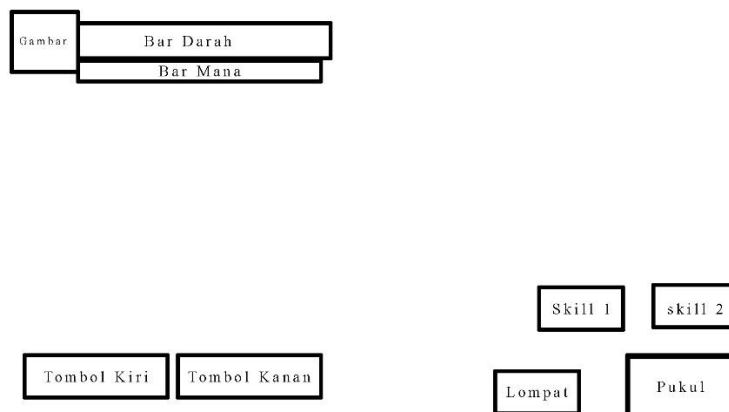 Gambar
Bar Darah
Bar Mana
Skill 1
skill 2
Tombol Kiri
Tombol Kanan
Lompat
Pukul